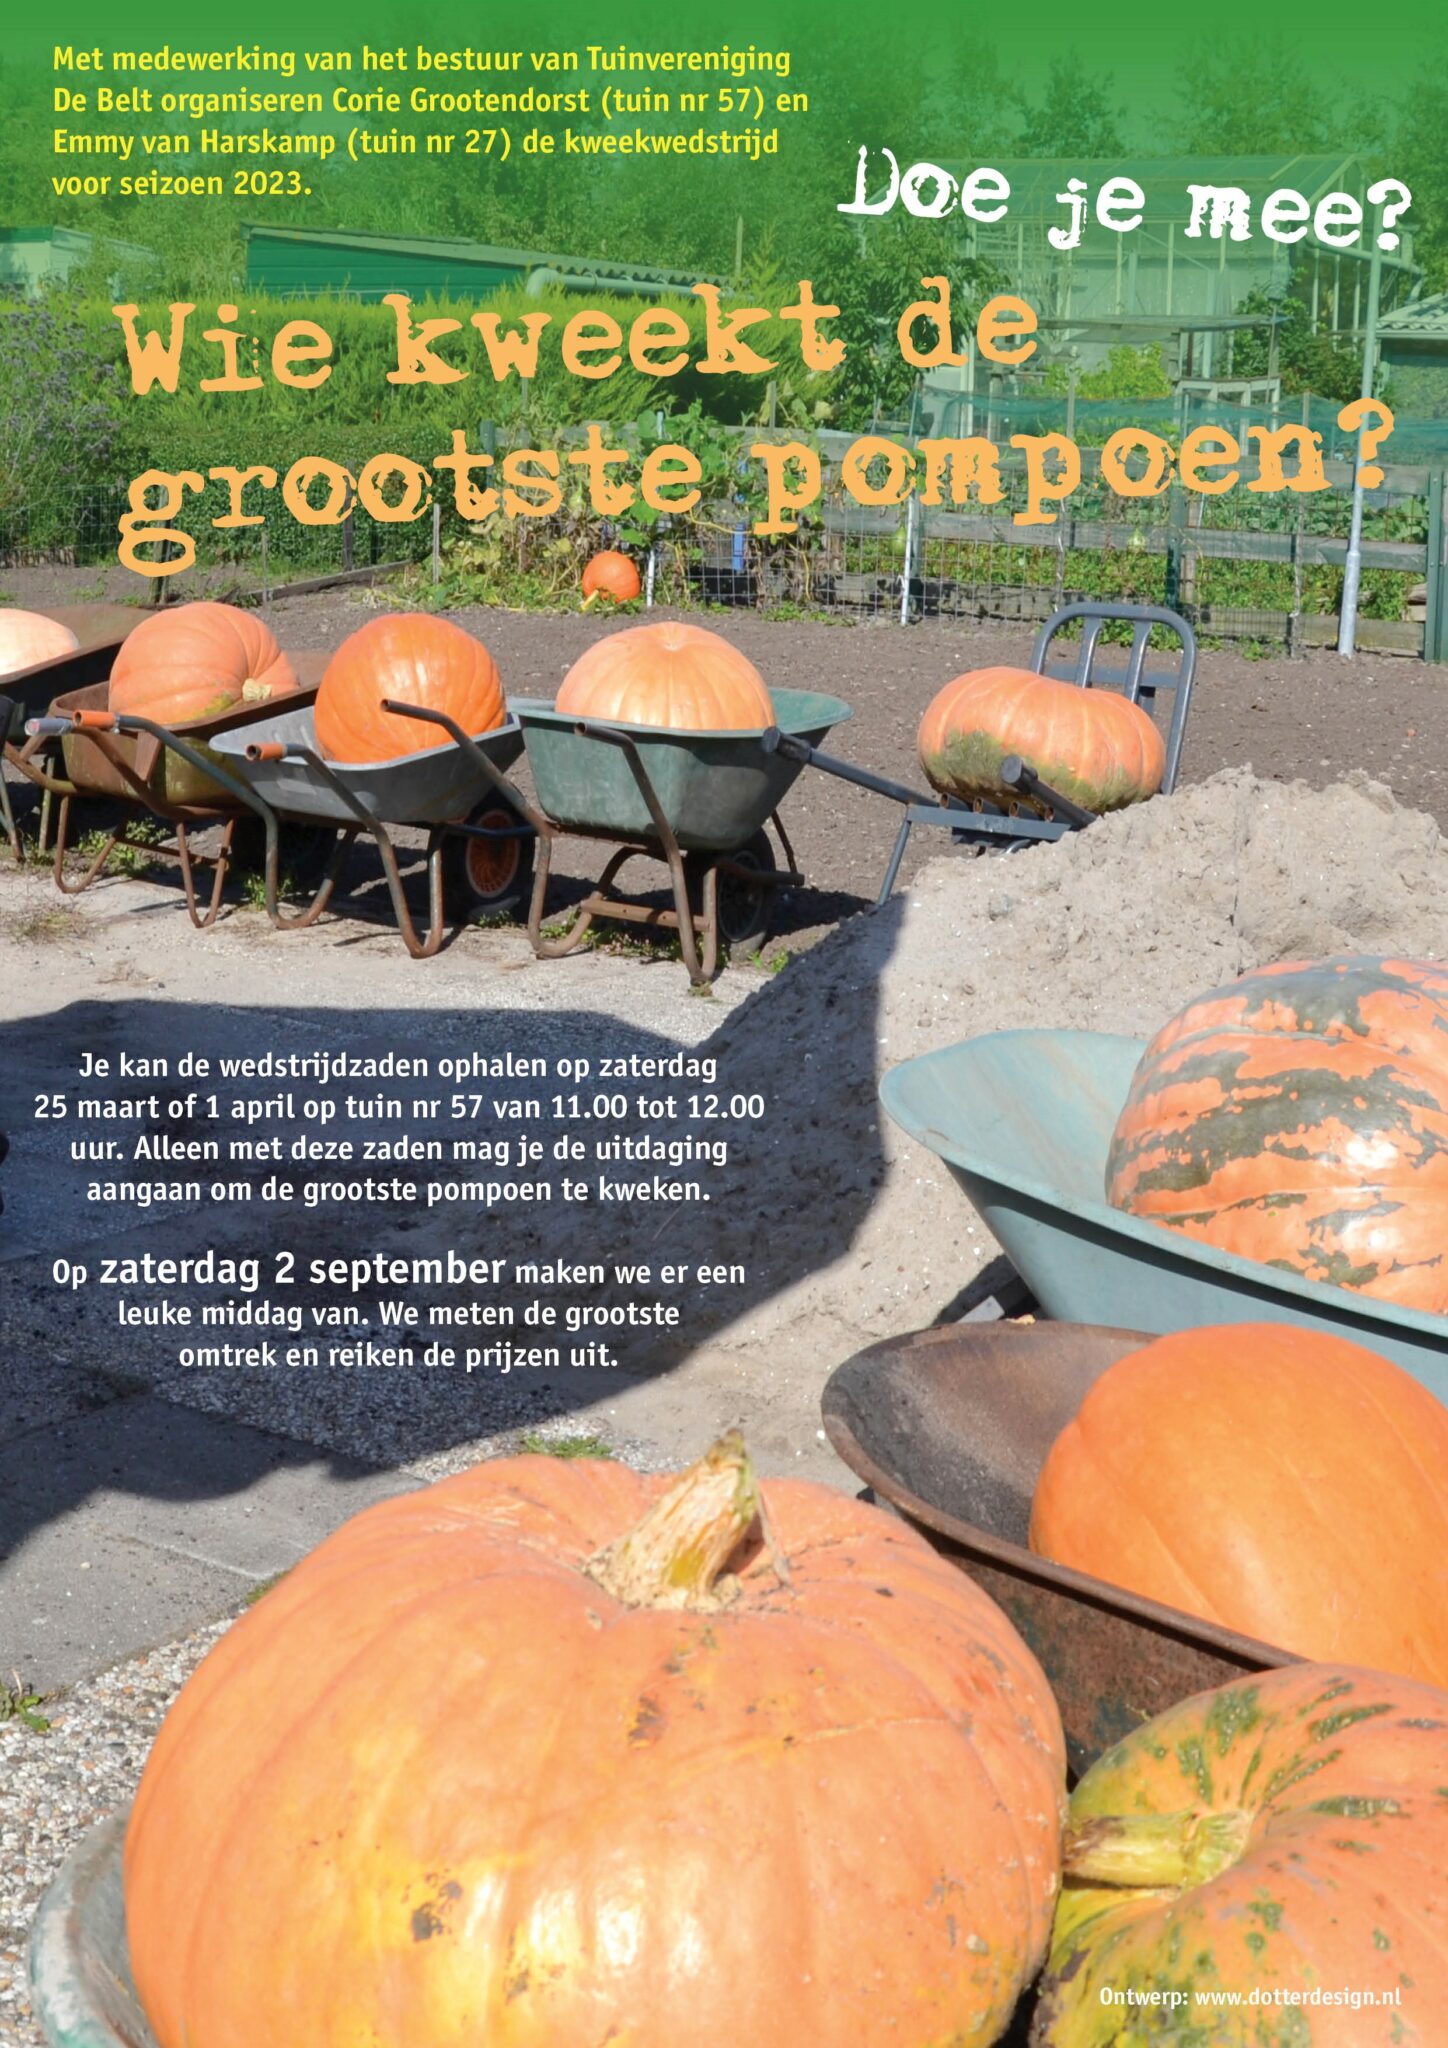 Met medewerking van het bestuur van Tuinvereniging
De Belt organiseren Corie Grootendorst (tuin nr 57) en
Emmy van Harskamp (tuin nr 27) de kweekwedstrijd
voor seizoen 2023.
Doe je mee?
Wie kweekt de
grootste pompoen?
Je kan de wedstrijdzaden ophalen op zaterdag
25 maart of 1 april op tuin nr 57 van 11.00 tot 12.00
uur. Alleen met deze zaden mag je de uitdaging
aangaan om de grootste pompoen te kweken.
Op zaterdag 2 september maken we er een
leuke middag van. We meten de grootste
omtrek en reiken de prijzen uit.
Ontwerp: www.dotterdesign.nl